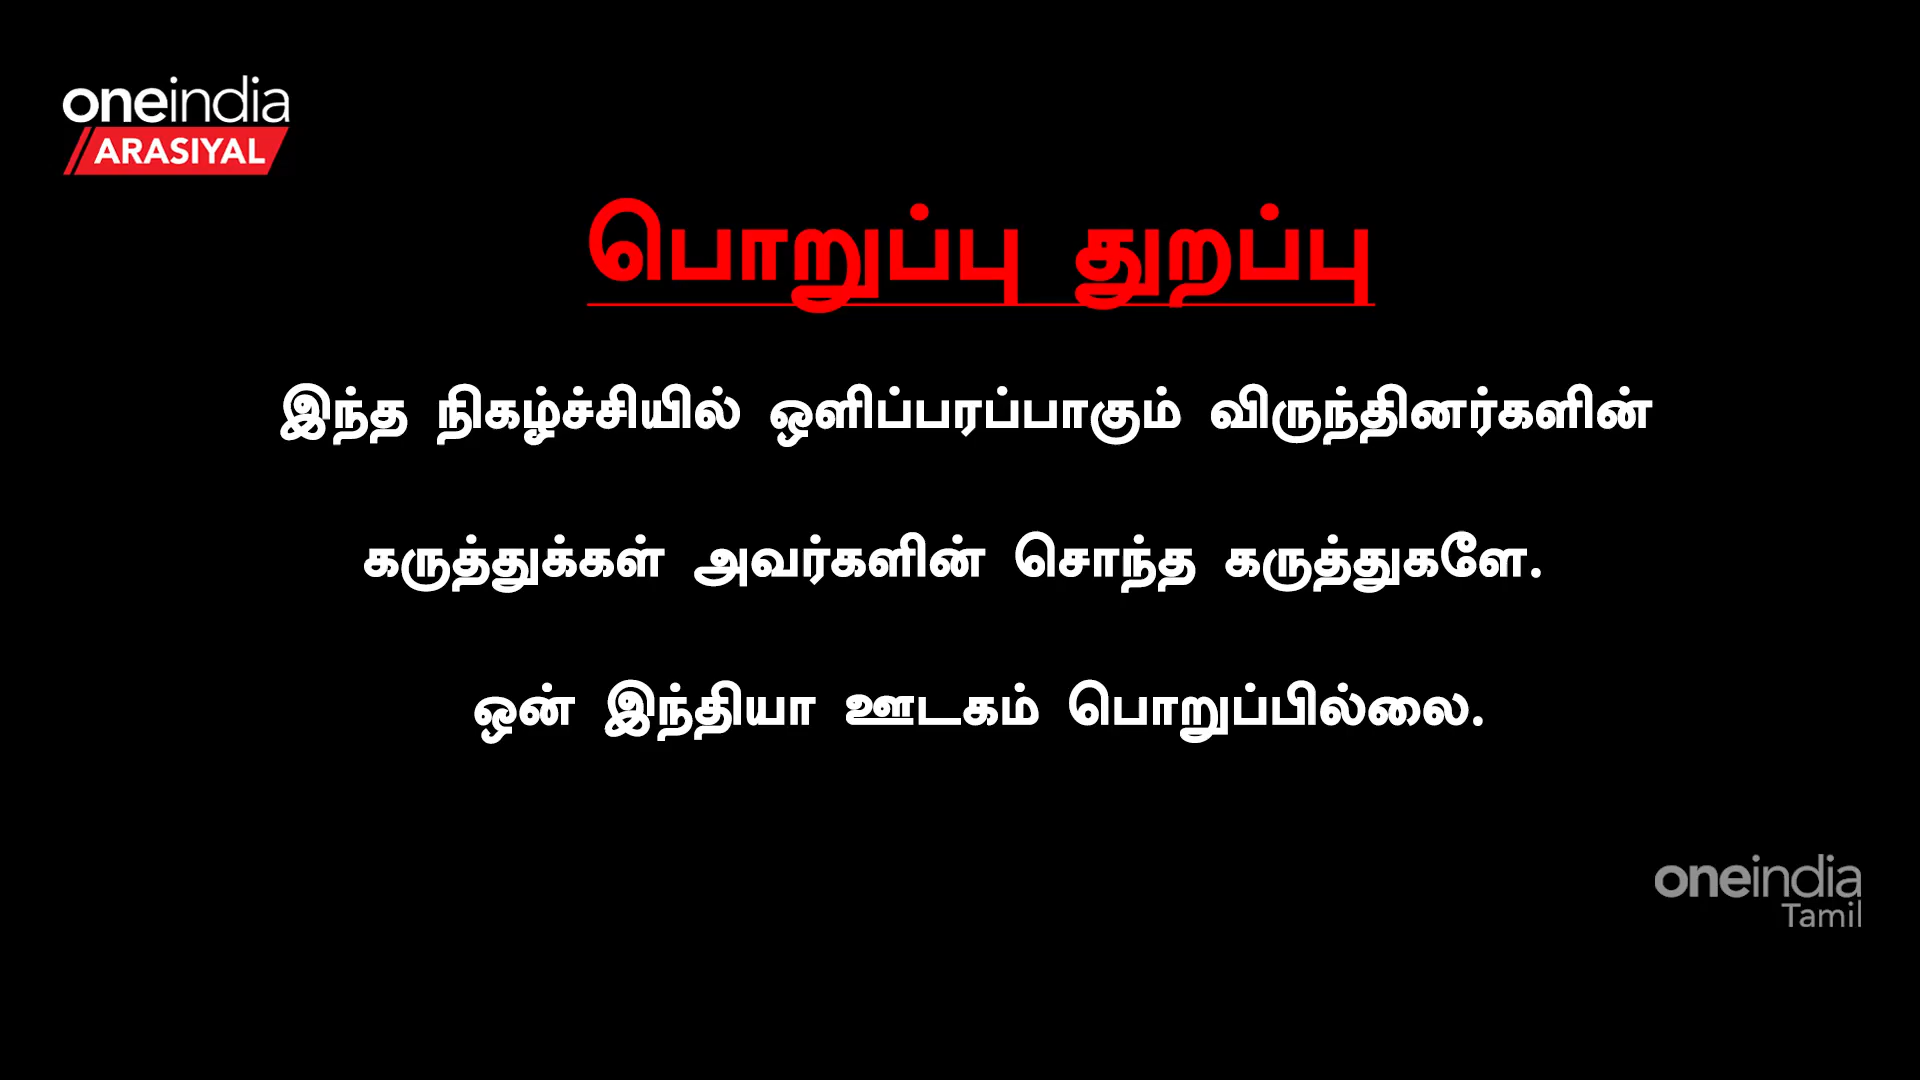 oneindia
ARASIYAL
பொறுப்பு துறப்பு
இந்த நிகழ்ச்சியில் ஒளிப்பரப்பாகும் விருந்தினர்களின்
கருத்துக்கள் அவர்களின் சொந்த கருத்துகளே.
ஒன் இந்தியா ஊடகம் பொறுப்பில்லை.
oneindia
Tamil